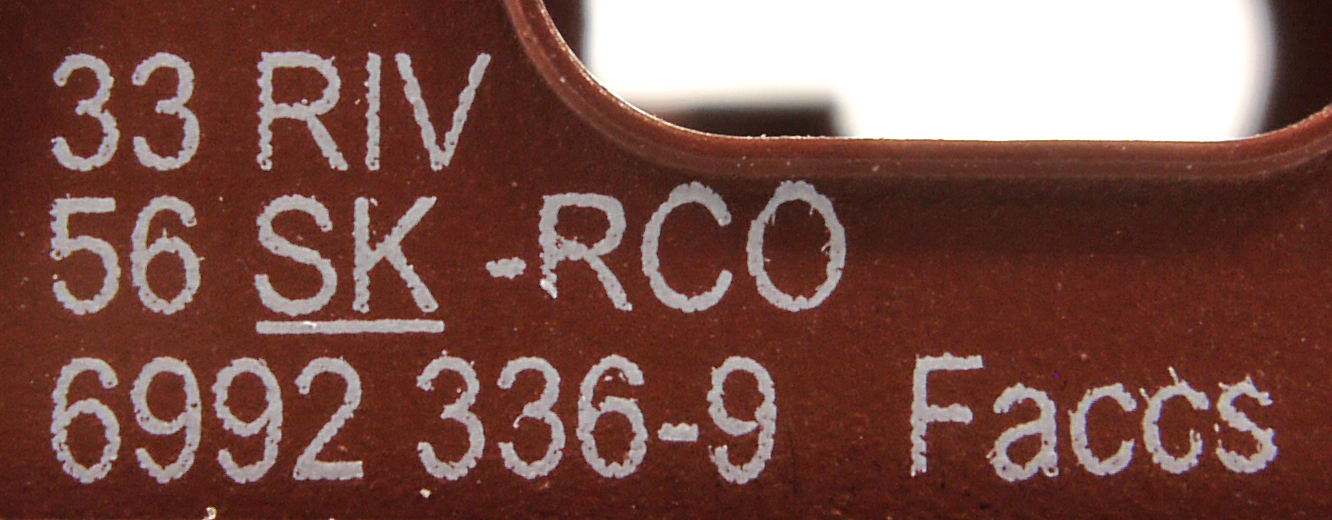 33 RIV
56 SK -RCO
6992 336-9 Faccs